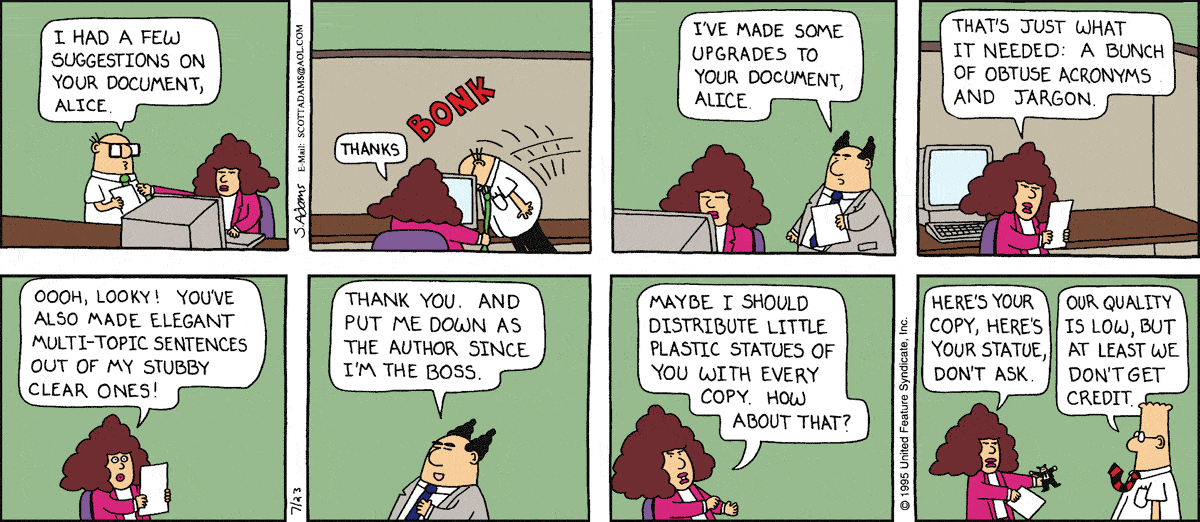 I HAD A FEW
SUGGESTIONS ON
YOUR DOCUMENT,
ALICE.
S. Adams E-Mail: SCOTTADAMS@AOL.COM
THANKS
BONK
I'VE MADE SOME
UPGRADES TO
YOUR DOCUMENT,
ALICE.
THAT'S JUST WHAT
IT NEEDED: A BUNCH
OF OBTUSE ACRONYMS
AND JARGON.
OOOH, LOOKY! YOU'VE
ALSO MADE ELEGANT
MULTI-TOPIC SENTENCES
OUT OF MY STUBBY
CLEAR ONES!
7/23
THANK YOU. AND
PUT ME DOWN AS
THE AUTHOR SINCE
I'M THE BOSS.
MAYBE I SHOULD
DISTRIBUTE LITTLE
PLASTIC STATUES OF
YOU WITH EVERY
COPY. HOW
ABOUT THAT?
© 1995 United Feature Syndicate, Inc.
HERE'S YOUR
COPY, HERE'S
YOUR STATUE,
DON'T ASK.
OUR QUALITY
IS LOW, BUT
AT LEAST WE
DON'T GET
CREDIT.